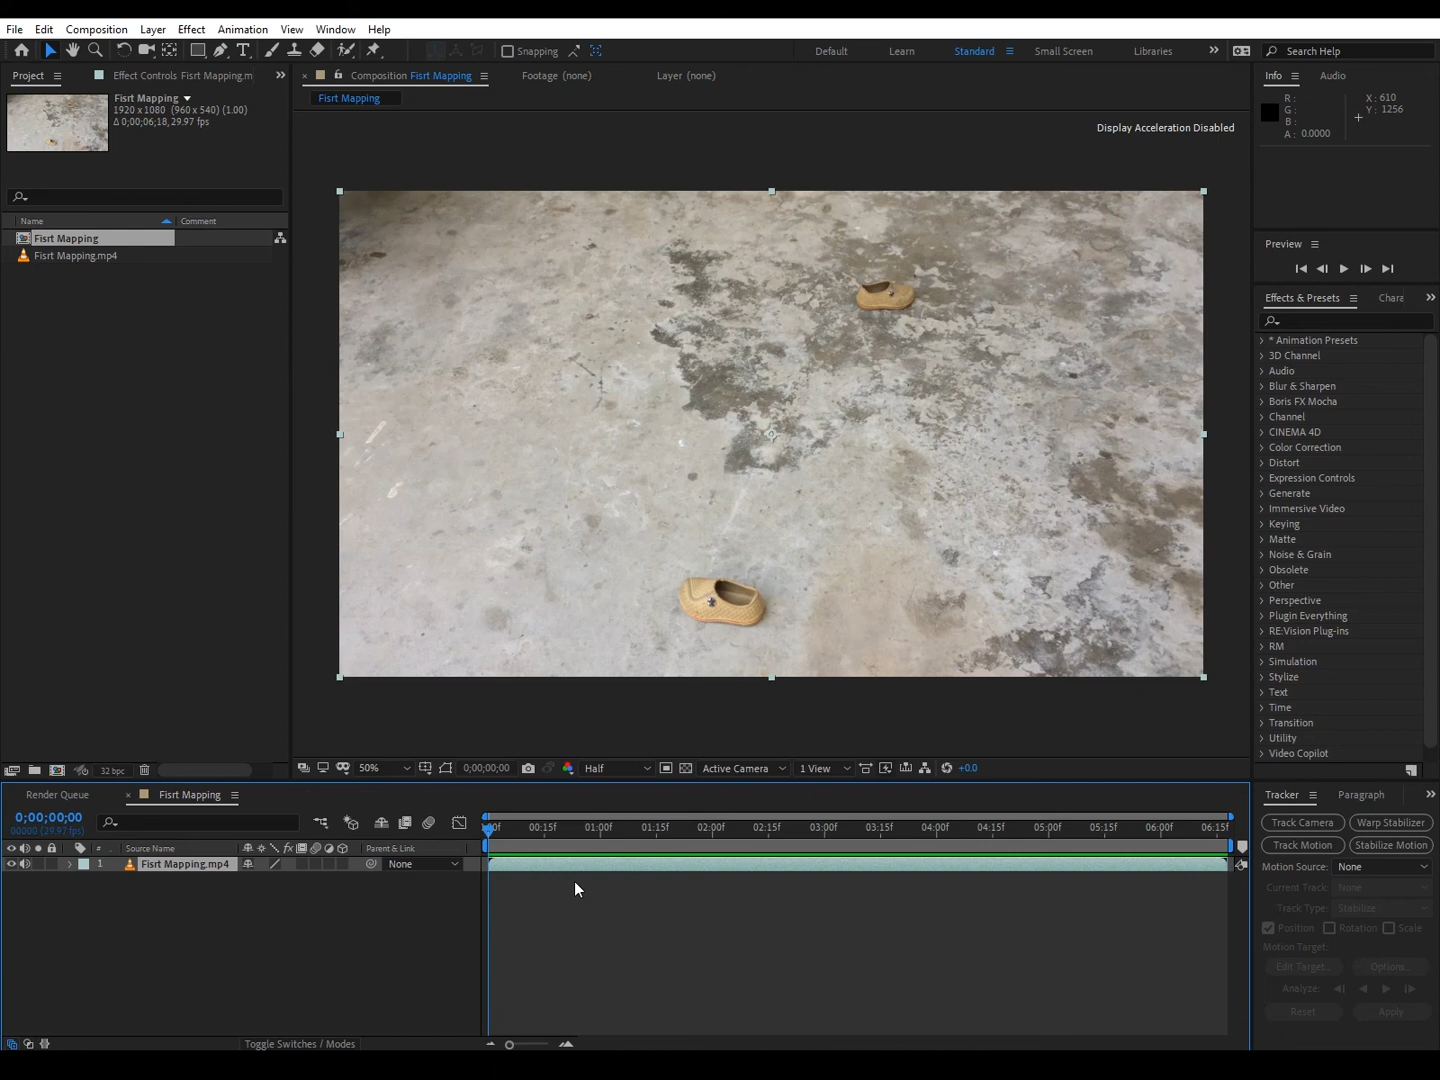 File Edit Composition Layer Effect Animation View Window Help
Snapping Default Learn Standard Small Screen Libraries Search Help
Project Effect Controls Fisrt Mapping.m Composition Fisrt Mapping Footage (none) Layer (none) Info Audio
Fisrt Mapping
1920 x 1080 (960 x 540) (1.00)
Δ 0;00;06;18, 29.97 fps
Fisrt Mapping
R : X : 610
G : Y : 1256
B :
A : 0.0000
Display Acceleration Disabled
Name Comment
Fisrt Mapping
Fisrt Mapping.mp4
Preview
Effects & Presets Chara
* Animation Presets
3D Channel
Audio
Blur & Sharpen
Boris FX Mocha
Channel
CINEMA 4D
Color Correction
Distort
Expression Controls
Generate
Immersive Video
Keying
Matte
Noise & Grain
Obsolete
Other
Perspective
Plugin Everything
RE:Vision Plug-ins
RM
Simulation
Stylize
Text
Time
Transition
Utility
Video Copilot
32 bpc 50% 0;00;00;00 Half Active Camera 1 View +0.0
Render Queue Fisrt Mapping
0;00;00;00
00000 (29.97 fps)
:00f 00:15f 01:00f 01:15f 02:00f 02:15f 03:00f 03:15f 04:00f 04:15f 05:00f 05:15f 06:00f 06:15f
# Source Name fx Parent & Link
1 Fisrt Mapping.mp4 None
Toggle Switches / Modes
Tracker Paragraph
Track Camera Warp Stabilizer
Track Motion Stabilize Motion
Motion Source: None
Current Track: None
Track Type: Stabilize
Position Rotation Scale
Motion Target:
Edit Target... Options...
Analyze:
Reset Apply